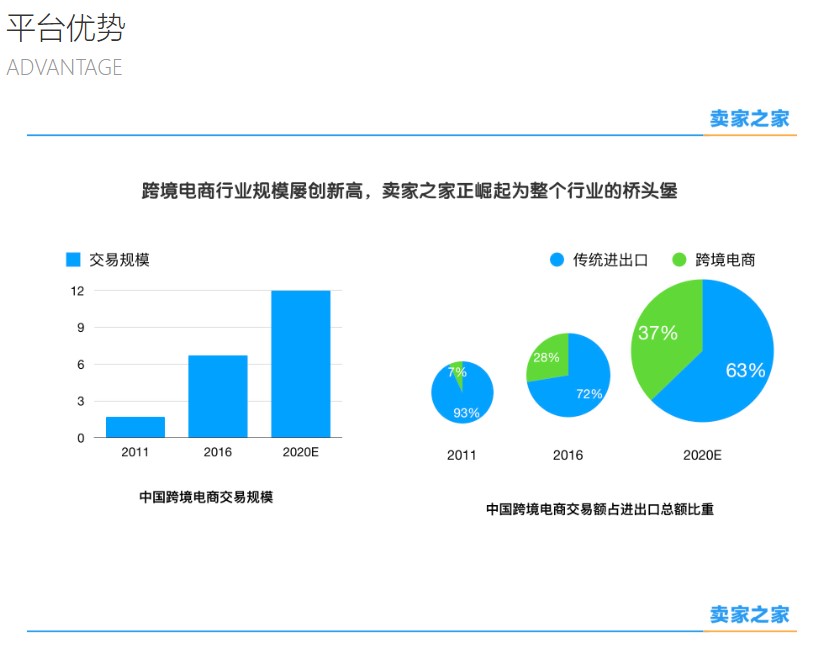 平台优势
ADVANTAGE
卖家之家
跨境电商行业规模屡创新高，卖家之家正崛起为整个行业的桥头堡
交易规模
12
9
6
3
0
2011 2016 2020E
中国跨境电商交易规模
传统进出口 跨境电商
7%
93%
28%
72%
37%
63%
2011 2016 2020E
中国跨境电商交易额占进出口总额比重
卖家之家